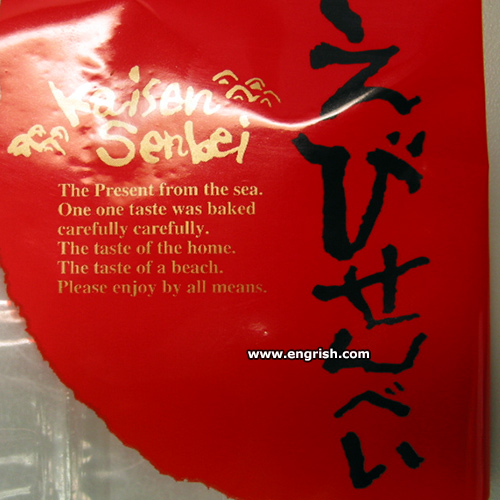 Kaisen
Senbei
The Present from the sea.
One one taste was baked
carefully carefully.
The taste of the home.
The taste of a beach.
Please enjoy by all means.
えびせんべい
www.engrish.com